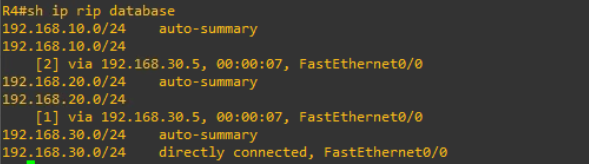 R4#sh ip rip database
192.168.10.0/24    auto-summary
192.168.10.0/24
    [2] via 192.168.30.5, 00:00:07, FastEthernet0/0
192.168.20.0/24    auto-summary
192.168.20.0/24
    [1] via 192.168.30.5, 00:00:07, FastEthernet0/0
192.168.30.0/24    auto-summary
192.168.30.0/24    directly connected, FastEthernet0/0